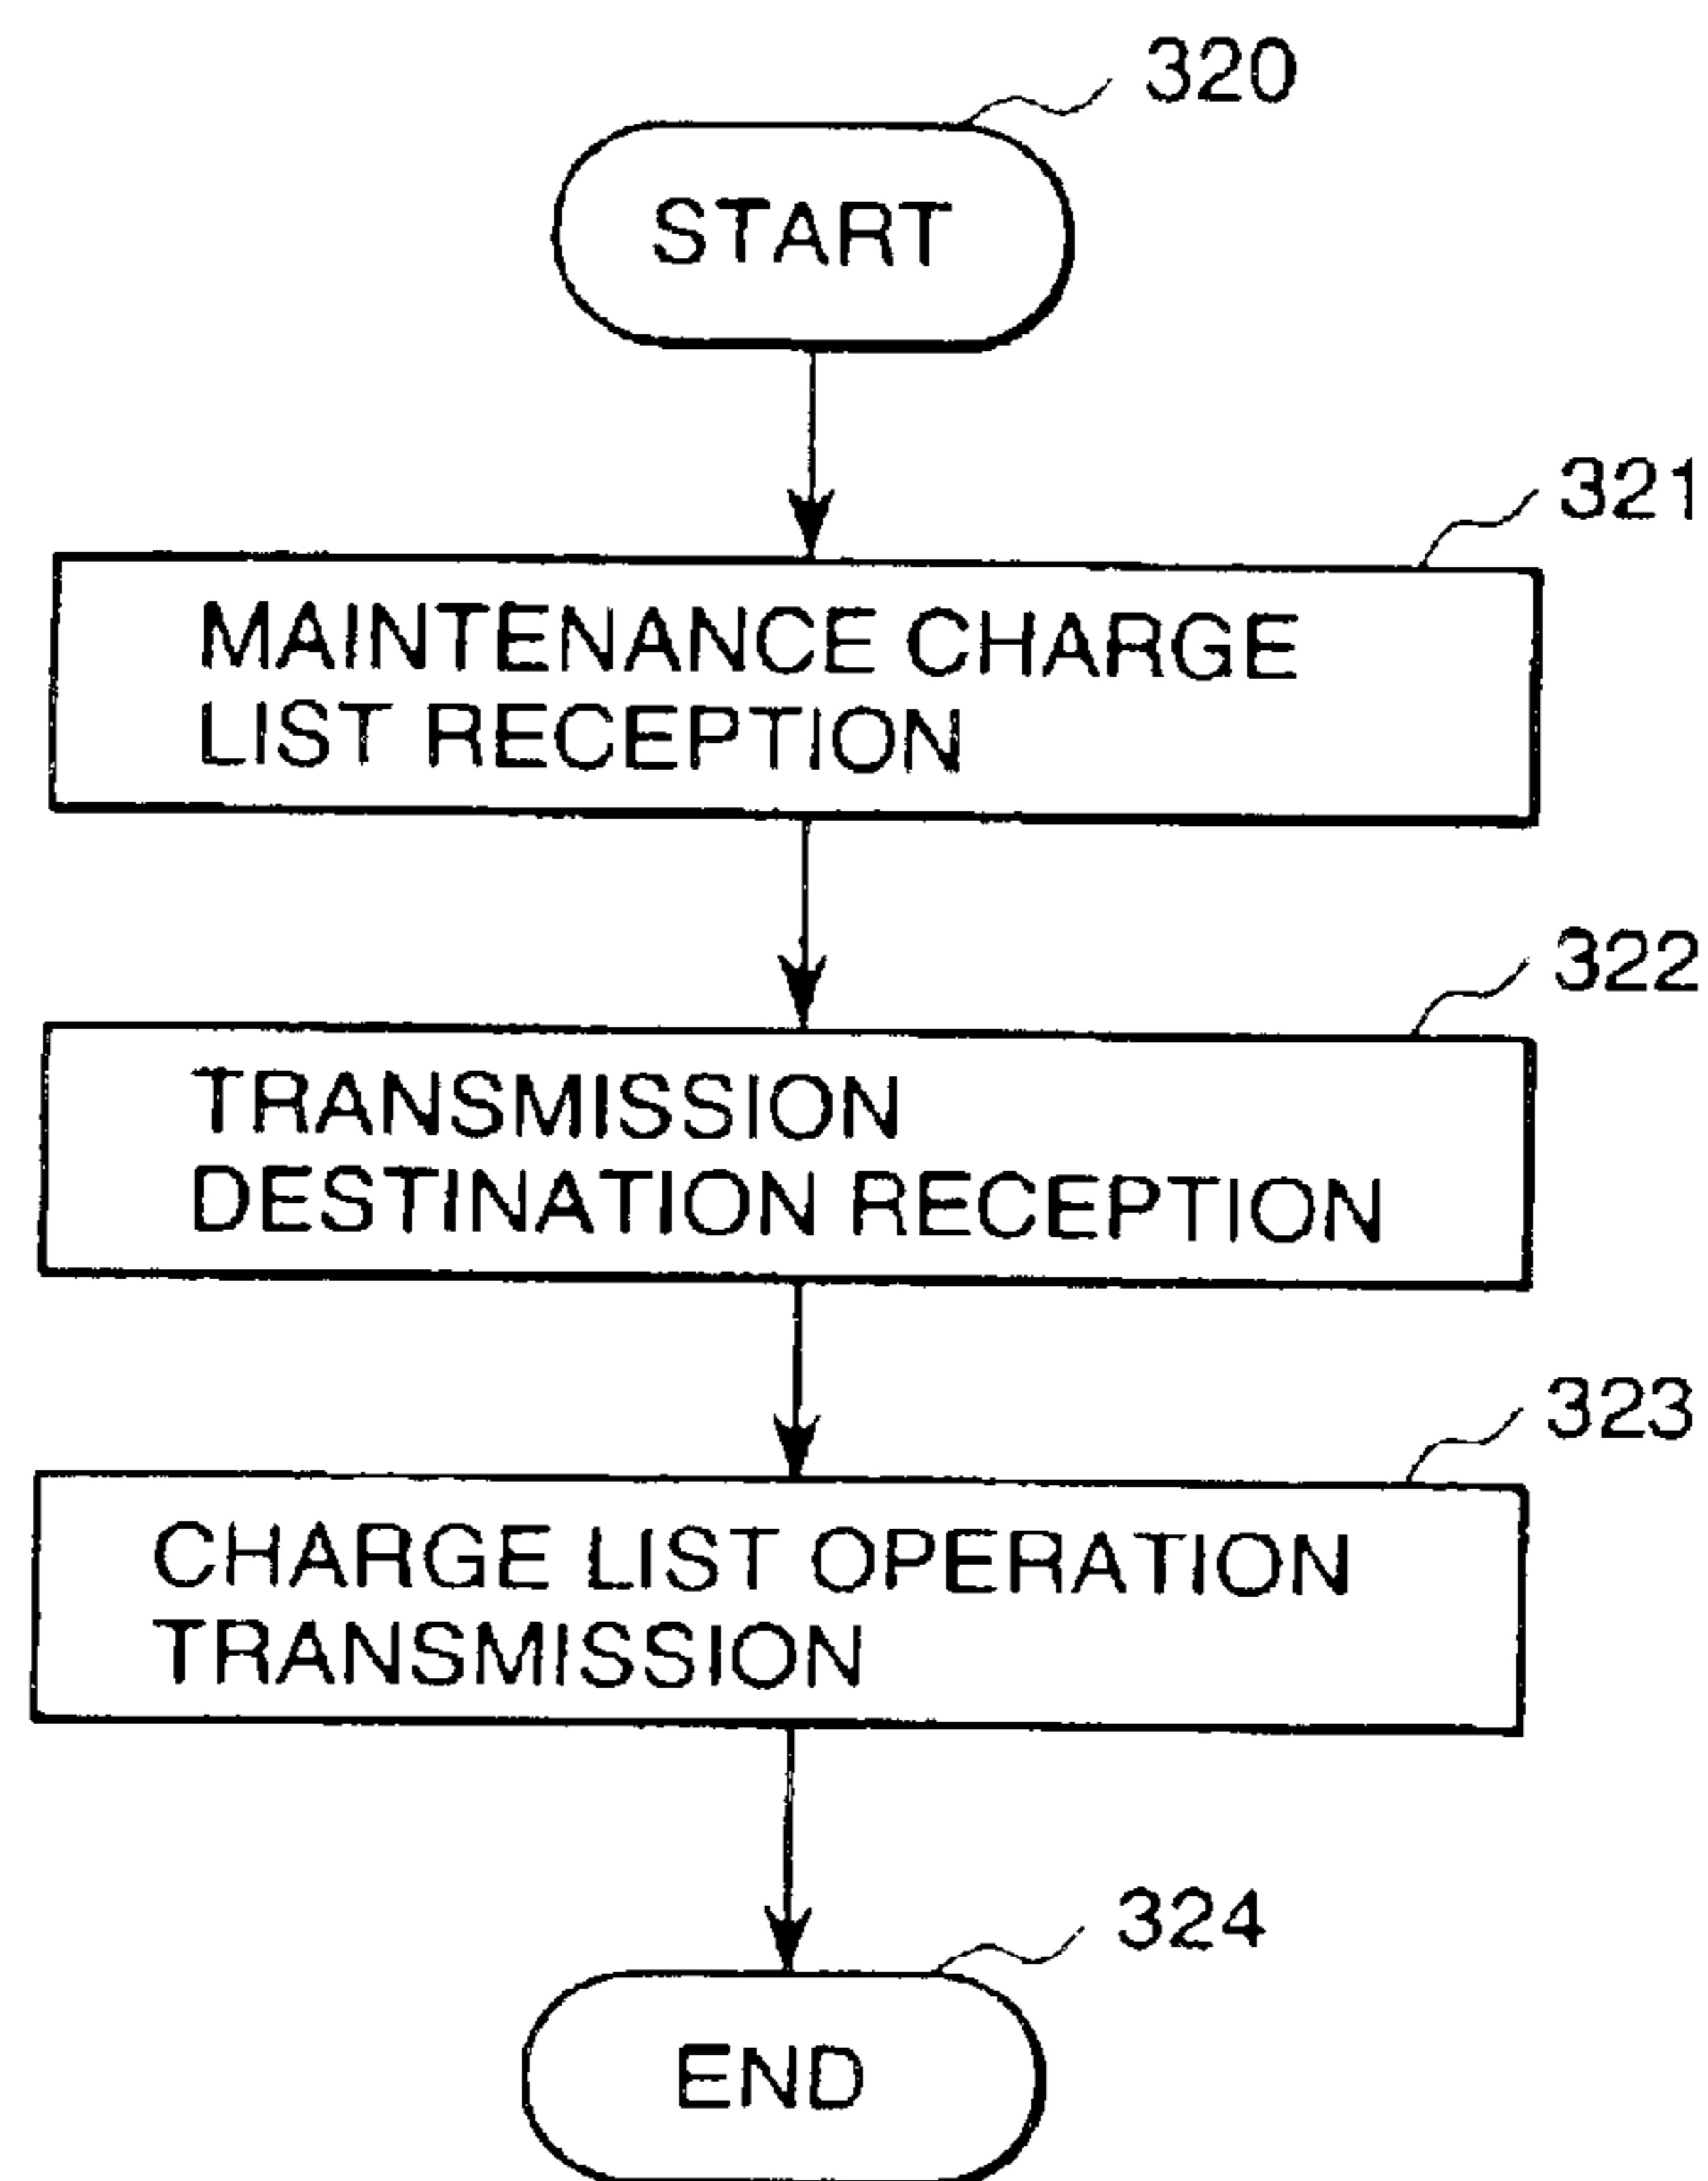 320
START
321
MAINTENANCE CHARGE
LIST RECEPTION
322
TRANSMISSION
DESTINATION RECEPTION
323
CHARGE LIST OPERATION
TRANSMISSION
324
END